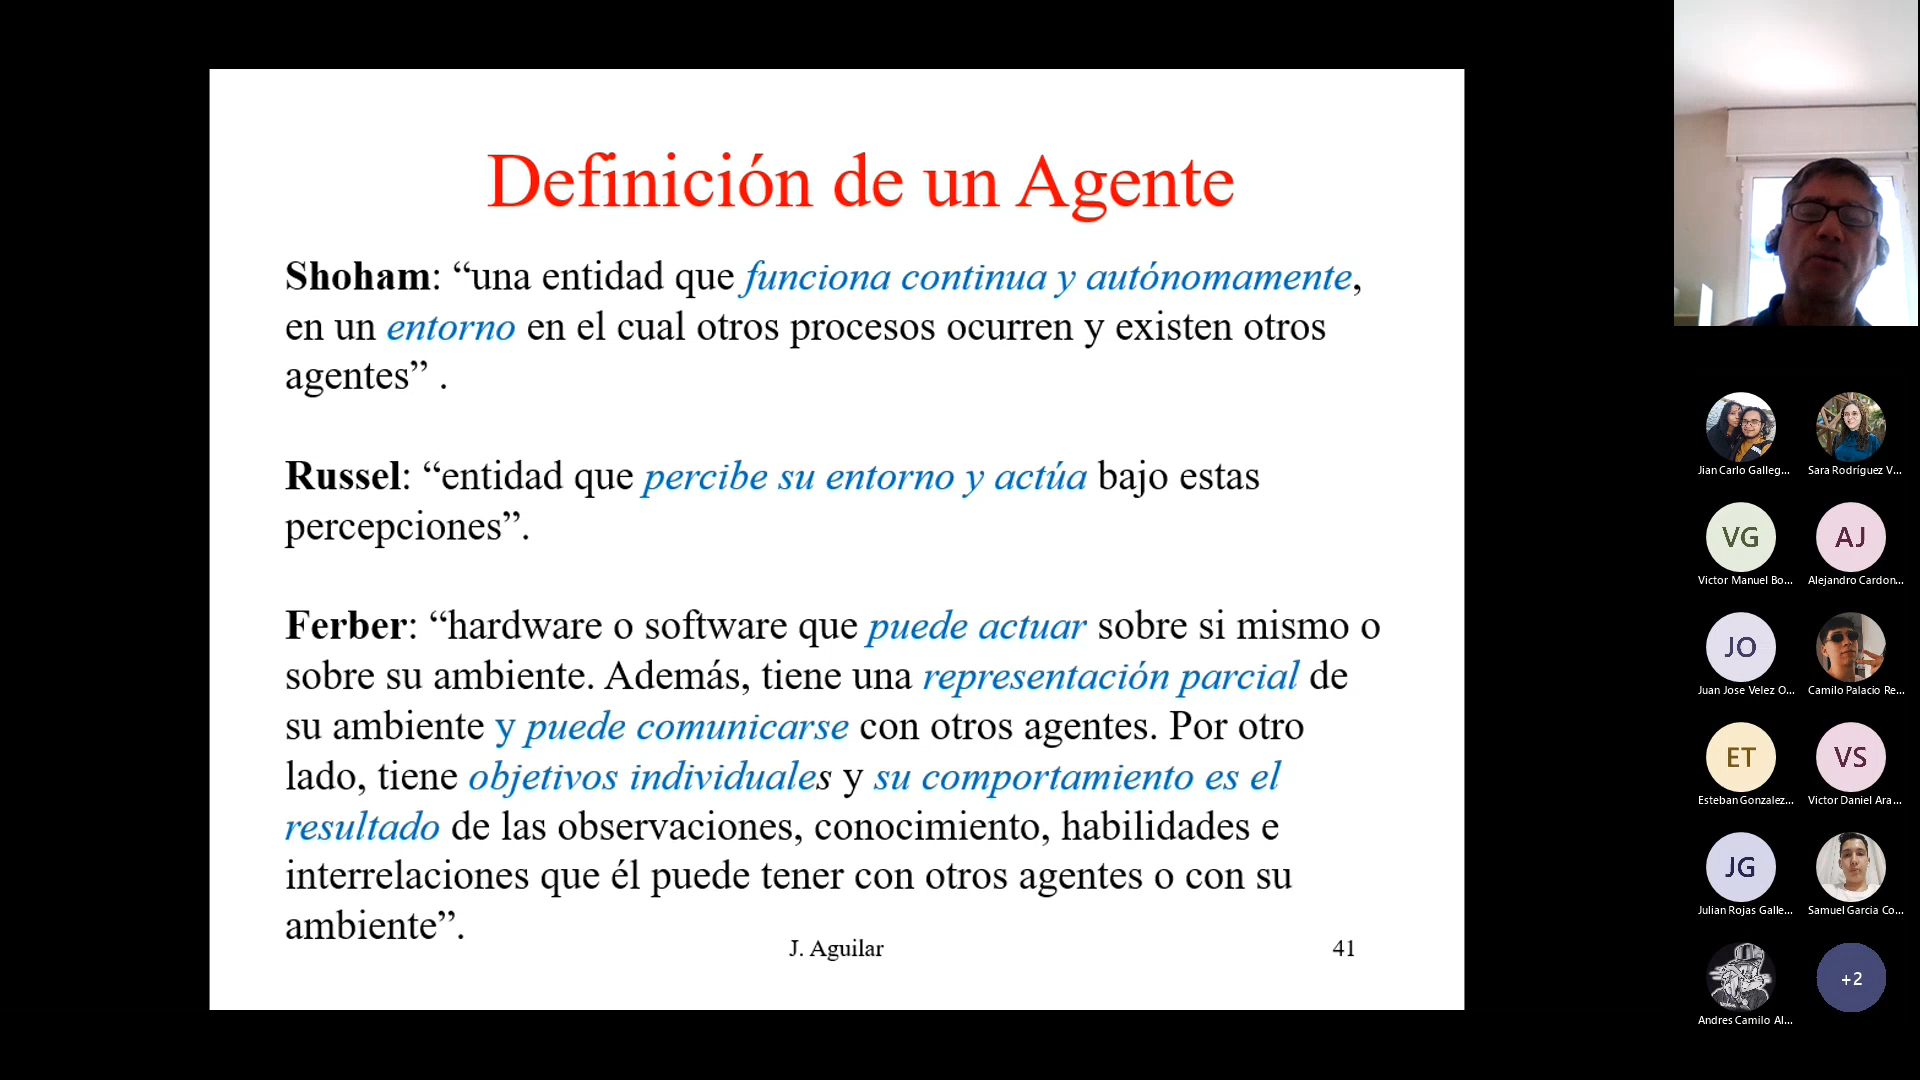 Definición de un Agente
Shoham: “una entidad que funciona continua y autónomamente,
en un entorno en el cual otros procesos ocurren y existen otros
agentes” .
Russel: “entidad que percibe su entorno y actúa bajo estas
percepciones”.
Ferber: “hardware o software que puede actuar sobre si mismo o
sobre su ambiente. Además, tiene una representación parcial de
su ambiente y puede comunicarse con otros agentes. Por otro
lado, tiene objetivos individuales y su comportamiento es el
resultado de las observaciones, conocimiento, habilidades e
interrelaciones que él puede tener con otros agentes o con su
ambiente”.
J. Aguilar 41
Jian Carlo Galleg... Sara Rodríguez V...
VG AJ
Victor Manuel Bo... Alejandro Cardon...
JO
Juan Jose Velez O... Camilo Palacio Re...
ET VS
Esteban Gonzalez... Victor Daniel Ara...
JG
Julian Rojas Galle... Samuel Garcia Co...
+2
Andres Camilo Al...